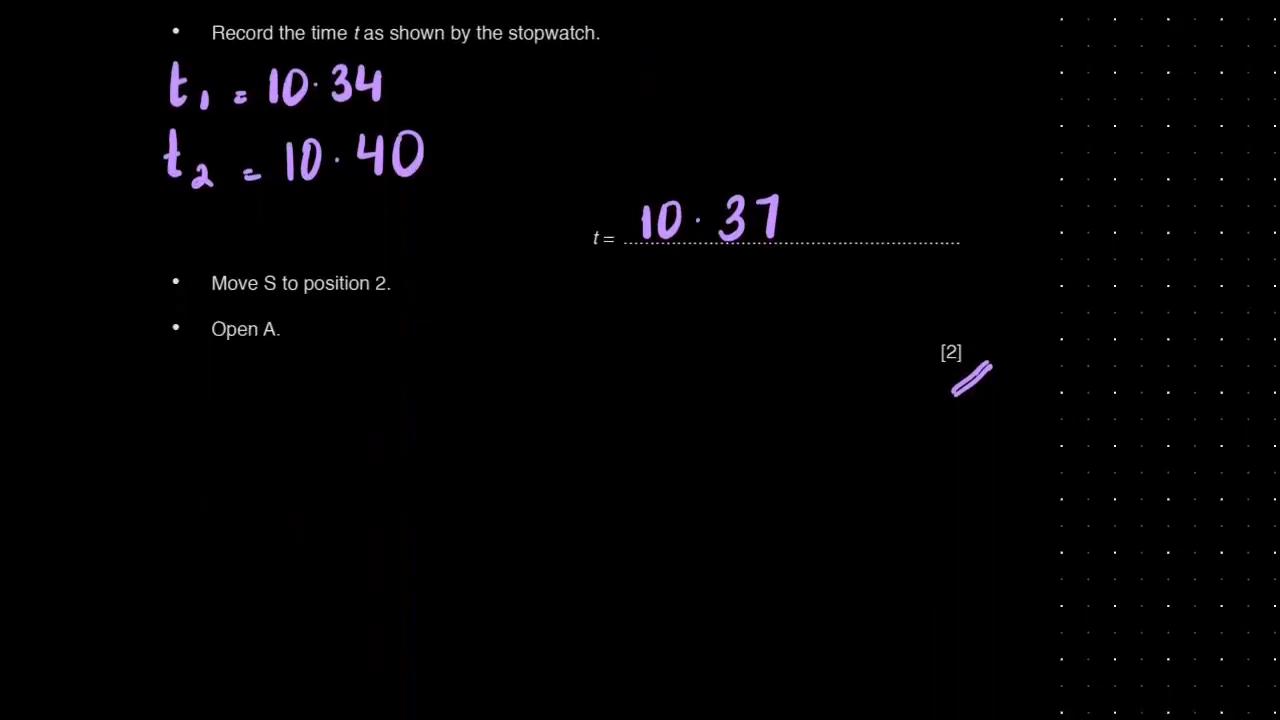 • Record the time t as shown by the stopwatch.
t₁ = 10.34
t₂ = 10.40
t = 10.37
• Move S to position 2.
• Open A.
[2]